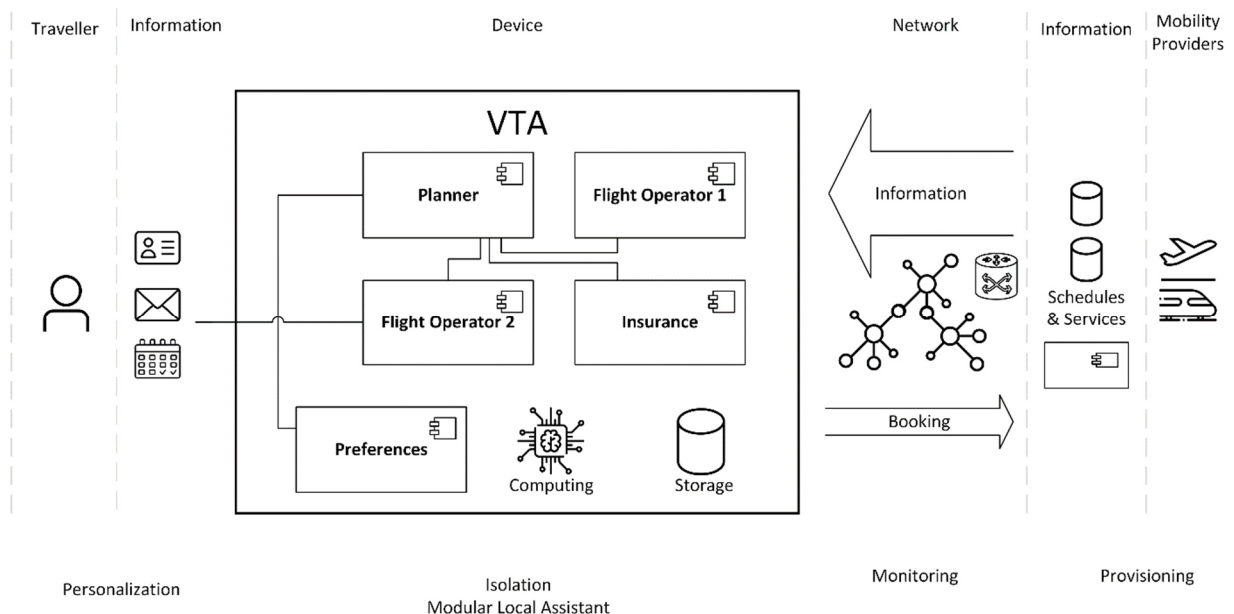 Traveller
Information
Device
Network
Information
Mobility
Providers
VTA
Planner
Flight Operator 1
Information
Flight Operator 2
Insurance
Schedules
& Services
Booking
Preferences
Computing
Storage
Personalization
Isolation
Modular Local Assistant
Monitoring
Provisioning